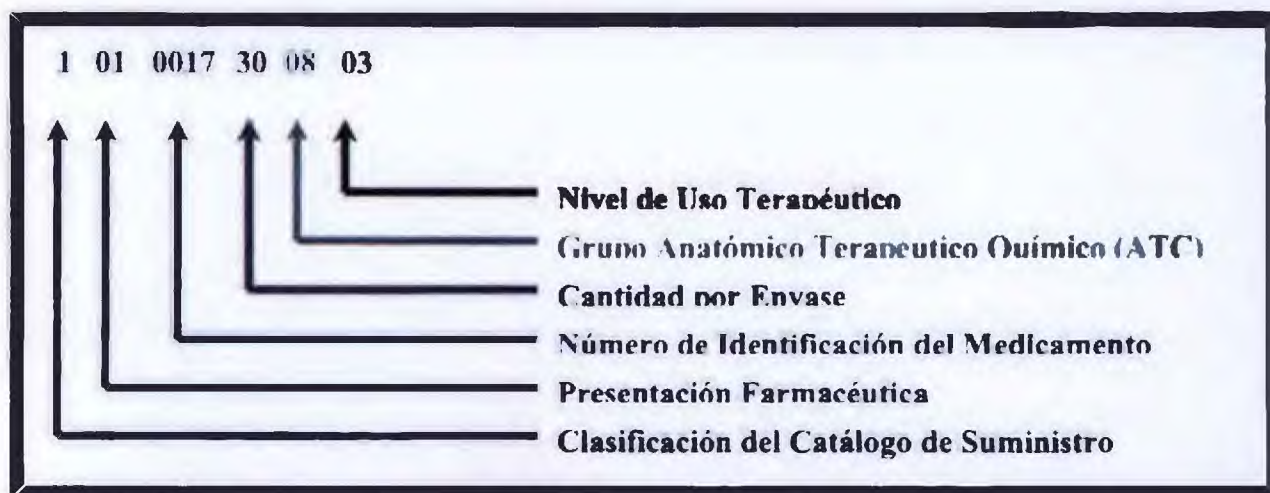 1 01 0017 30 08 03
Nivel de Uso Terapéutico
Grupo Anatómico Terapeutico Químico (ATC)
Cantidad por Envase
Número de Identificación del Medicamento
Presentación Farmacéutica
Clasificación del Catálogo de Suministro